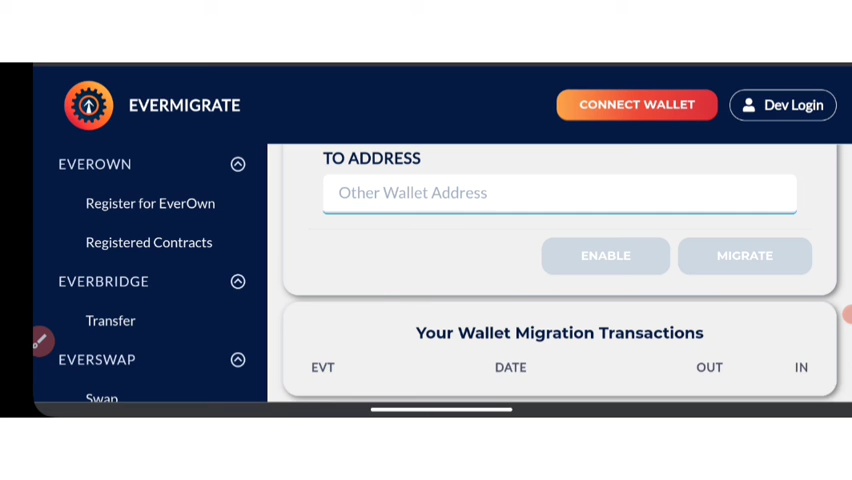 EVERMIGRATE
CONNECT WALLET
Dev Login
EVEROWN
Register for EverOwn
Registered Contracts
EVERBRIDGE
Transfer
EVERSWAP
Swap
TO ADDRESS
Other Wallet Address
ENABLE MIGRATE
Your Wallet Migration Transactions
EVT DATE OUT IN